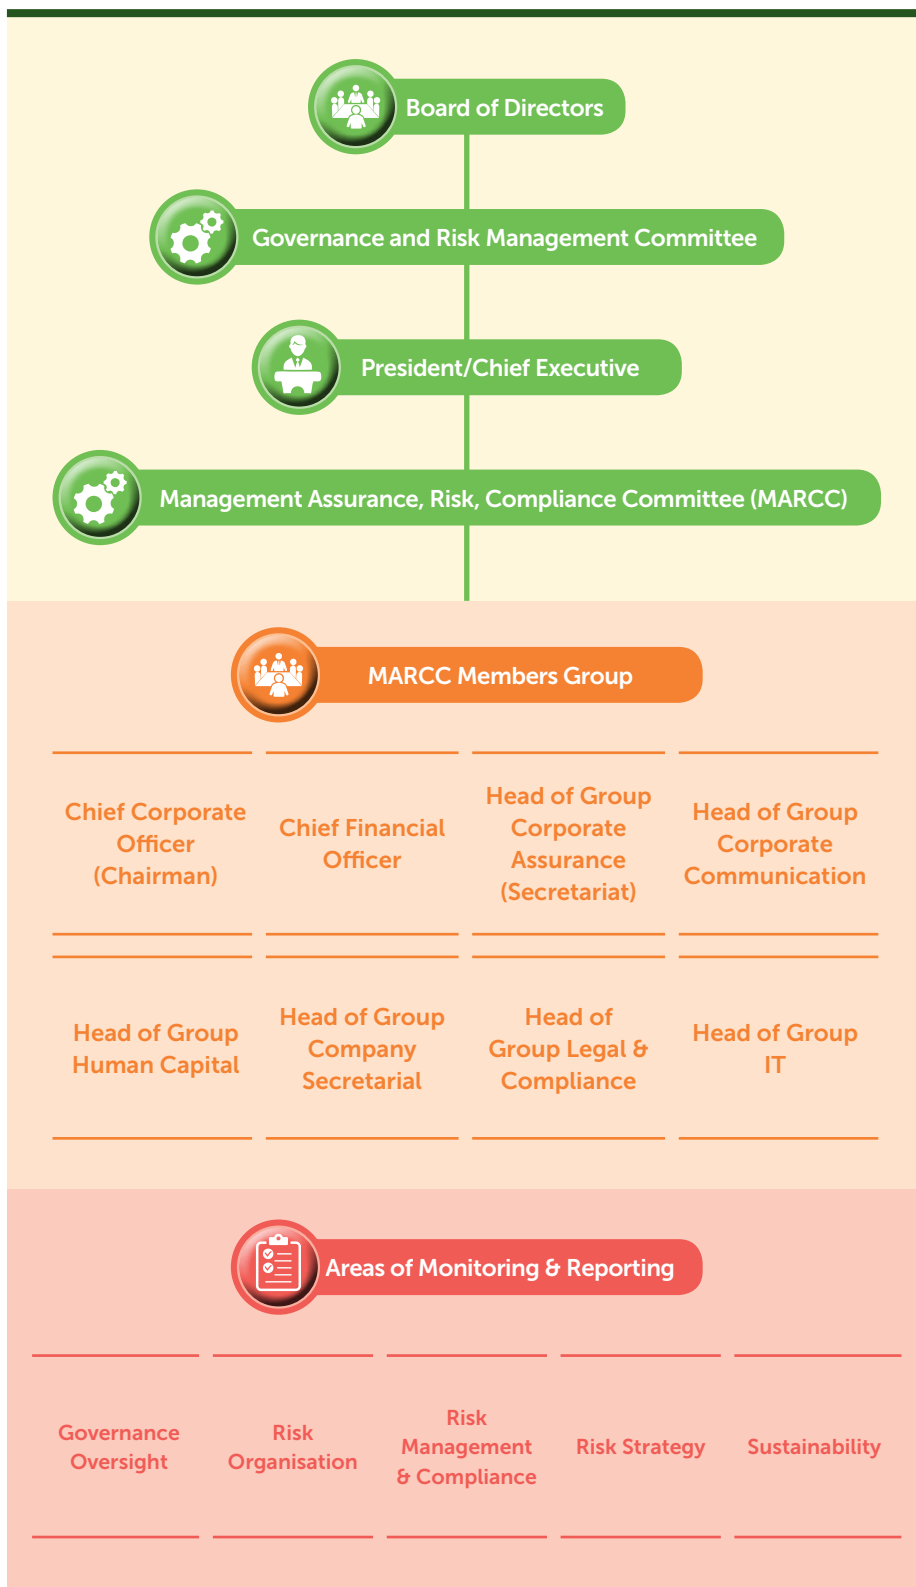 Board of Directors
Governance and Risk Management Committee
President/Chief Executive
Management Assurance, Risk, Compliance Committee (MARCC)
MARCC Members Group
Chief Corporate
Officer
(Chairman)
Chief Financial
Officer
Head of Group
Corporate
Assurance
(Secretariat)
Head of Group
Corporate
Communication
Head of Group
Human Capital
Head of Group
Company
Secretarial
Head of
Group Legal &
Compliance
Head of Group
IT
Areas of Monitoring & Reporting
Governance
Oversight
Risk
Organisation
Risk
Management
& Compliance
Risk Strategy
Sustainability